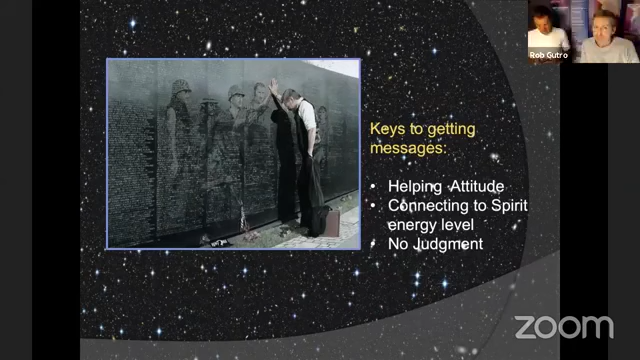 Rob Gutro
Keys to getting
messages:
• Helping Attitude
• Connecting to Spirit
energy level
• No Judgment
zoom